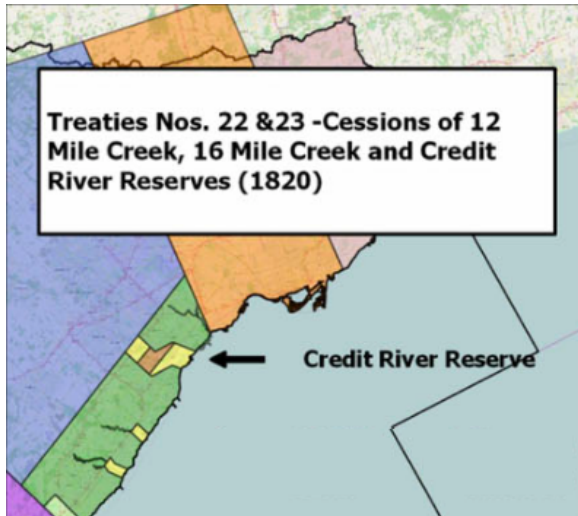 Treaties Nos. 22 &23 -Cessions of 12
Mile Creek, 16 Mile Creek and Credit
River Reserves (1820)
Credit River Reserve